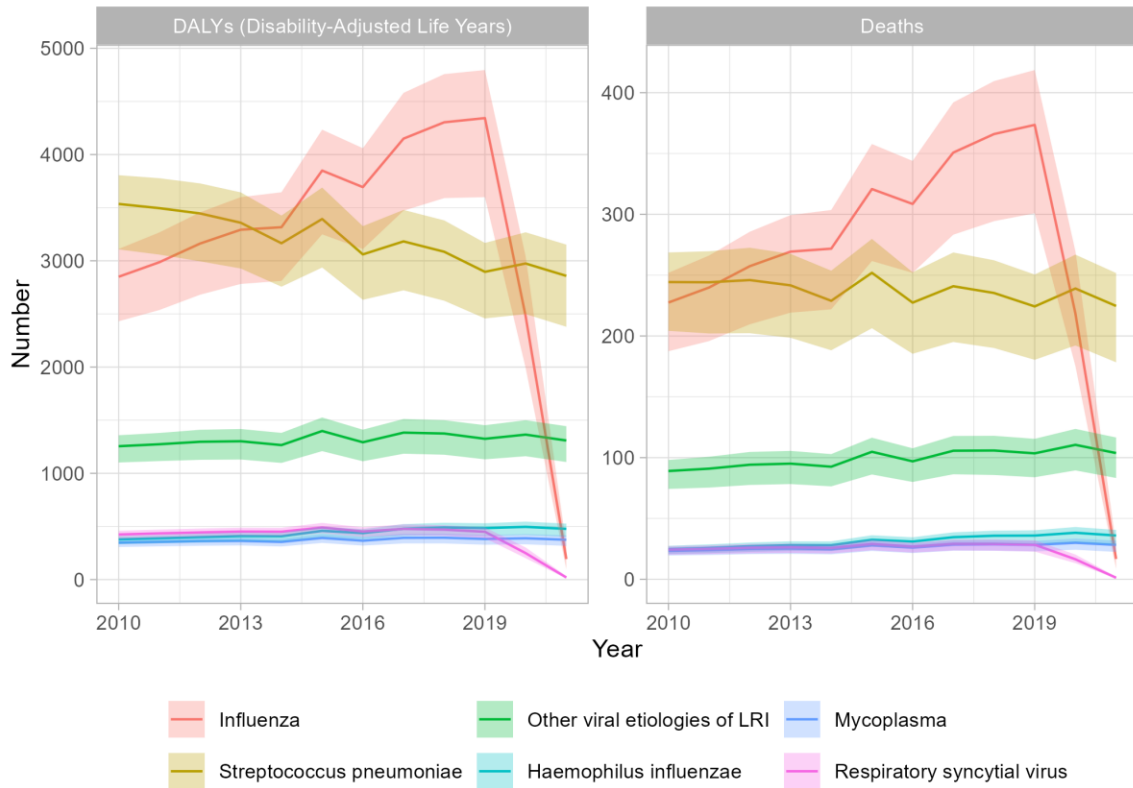 DALYs (Disability-Adjusted Life Years)
Deaths
Number
5000
4000
3000
2000
1000
0
400
300
200
100
0
2010
2013
2016
2019
2010
2013
2016
2019
Year
Influenza
Other viral etiologies of LRI
Mycoplasma
Streptococcus pneumoniae
Haemophilus influenzae
Respiratory syncytial virus